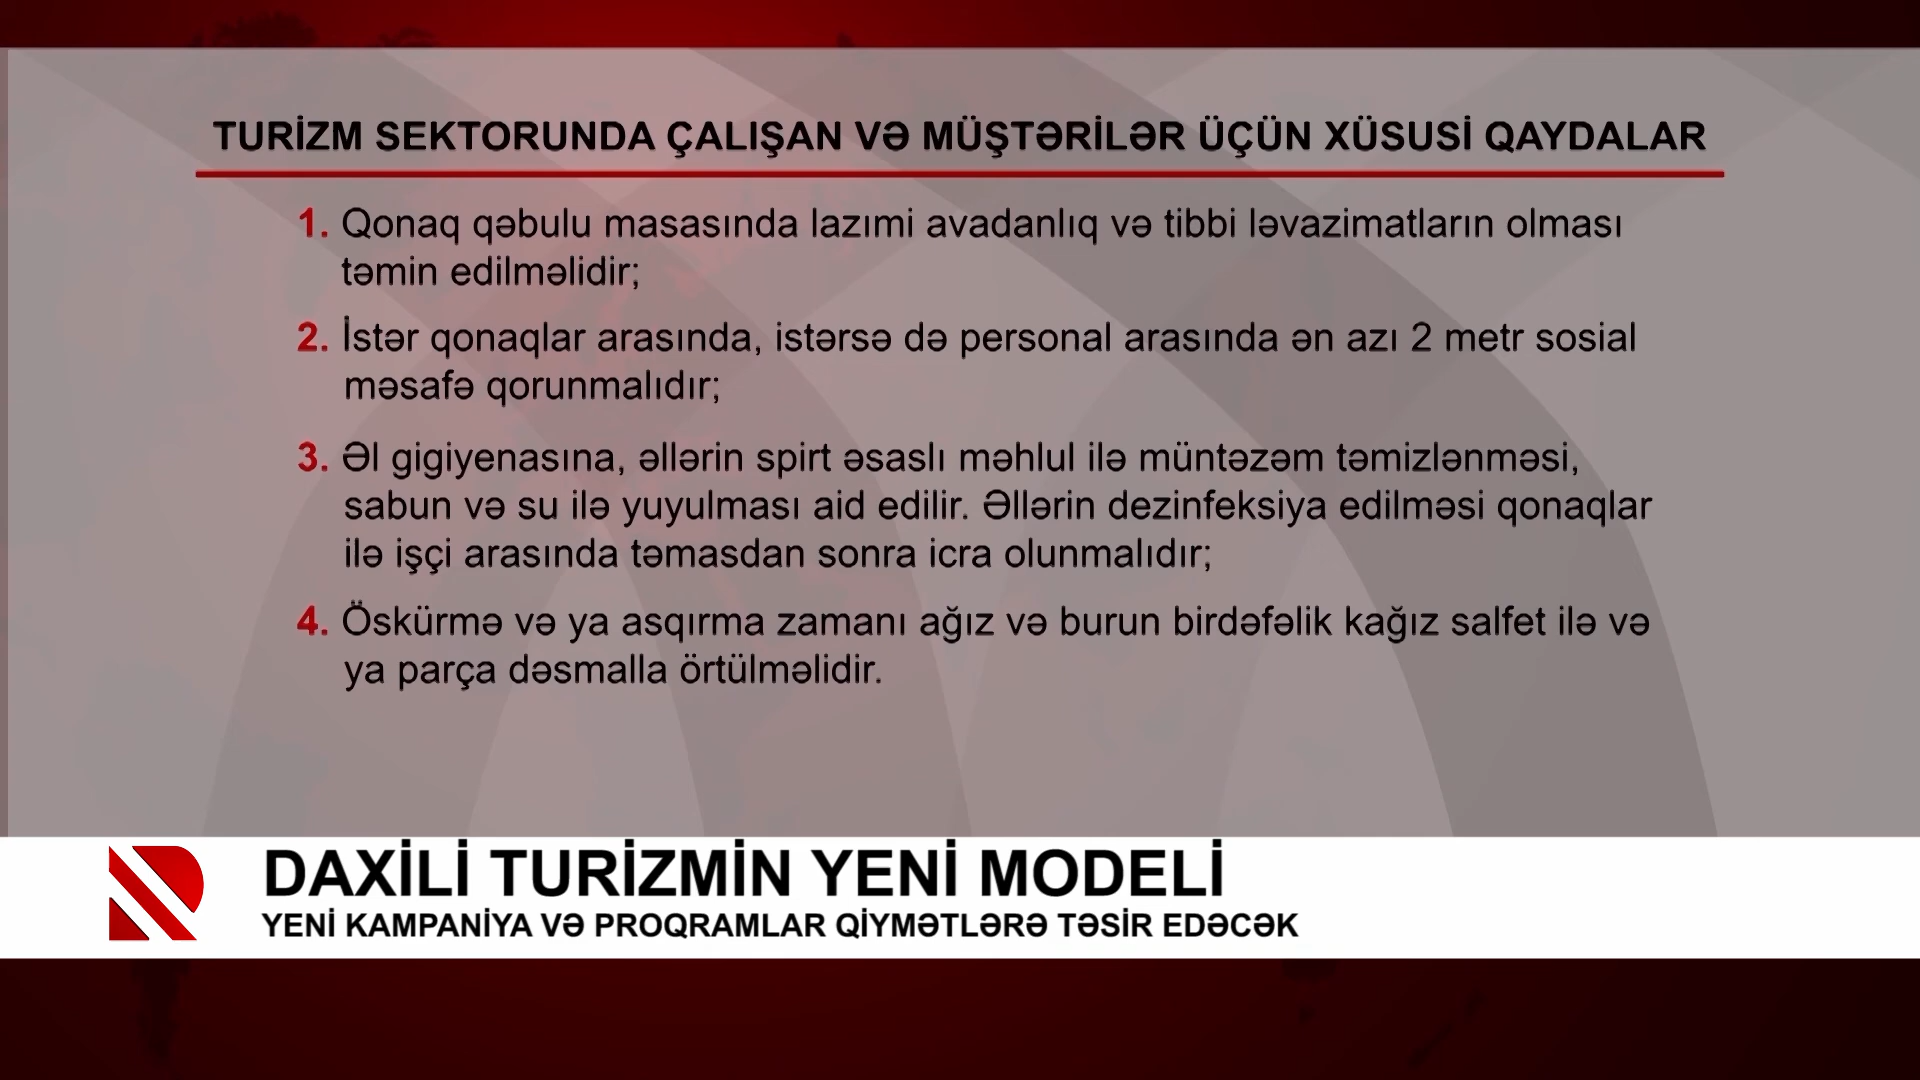 TURİZM SEKTORUNDA ÇALIŞAN VƏ MÜŞTƏRİLƏR ÜÇÜN XÜSUSİ QAYDALAR
1. Qonaq qəbulu masasında lazımi avadanlıq və tibbi ləvazimatların olması
təmin edilməlidir;
2. İstər qonaqlar arasında, istərsə də personal arasında ən azı 2 metr sosial
məsafə qorunmalıdır;
3. Əl gigiyenasına, əllərin spirt əsaslı məhlul ilə müntəzəm təmizlənməsi,
sabun və su ilə yuyulması aid edilir. Əllərin dezinfeksiya edilməsi qonaqlar
ilə işçi arasında təmasdan sonra icra olunmalıdır;
4. Öskürmə və ya asqırma zamanı ağız və burun birdəfəlik kağız salfet ilə və
ya parça dəsmalla örtülməlidir.
DAXİLİ TURİZMİN YENİ MODELİ
YENİ KAMPANİYA VƏ PROQRAMLAR QİYMƏTLƏRƏ TƏSİR EDƏCƏK